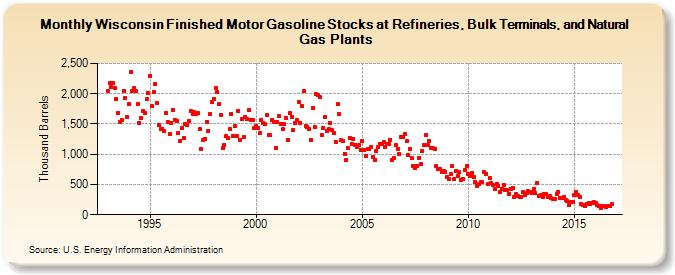 Monthly Wisconsin Finished Motor Gasoline Stocks at Refineries, Bulk Terminals, and Natural
Gas Plants
Thousand Barrels
2,500
2,000
1,500
1,000
500
0
1995
2000
2005
2010
2015
Source: U.S. Energy Information Administration